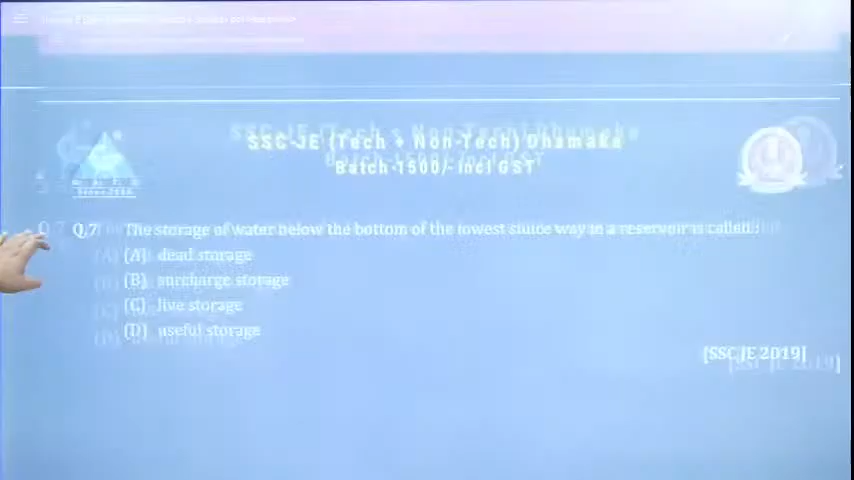 SSC-JE (Tech + Non-Tech) Dhamaka
Batch-1500/- incl GST
Q.7 The storage of water below the bottom of the lowest sluice way in a reservoir is called:
(A) dead storage
(B) surcharge storage
(C) live storage
(D) useful storage
[SSC JE 2019]